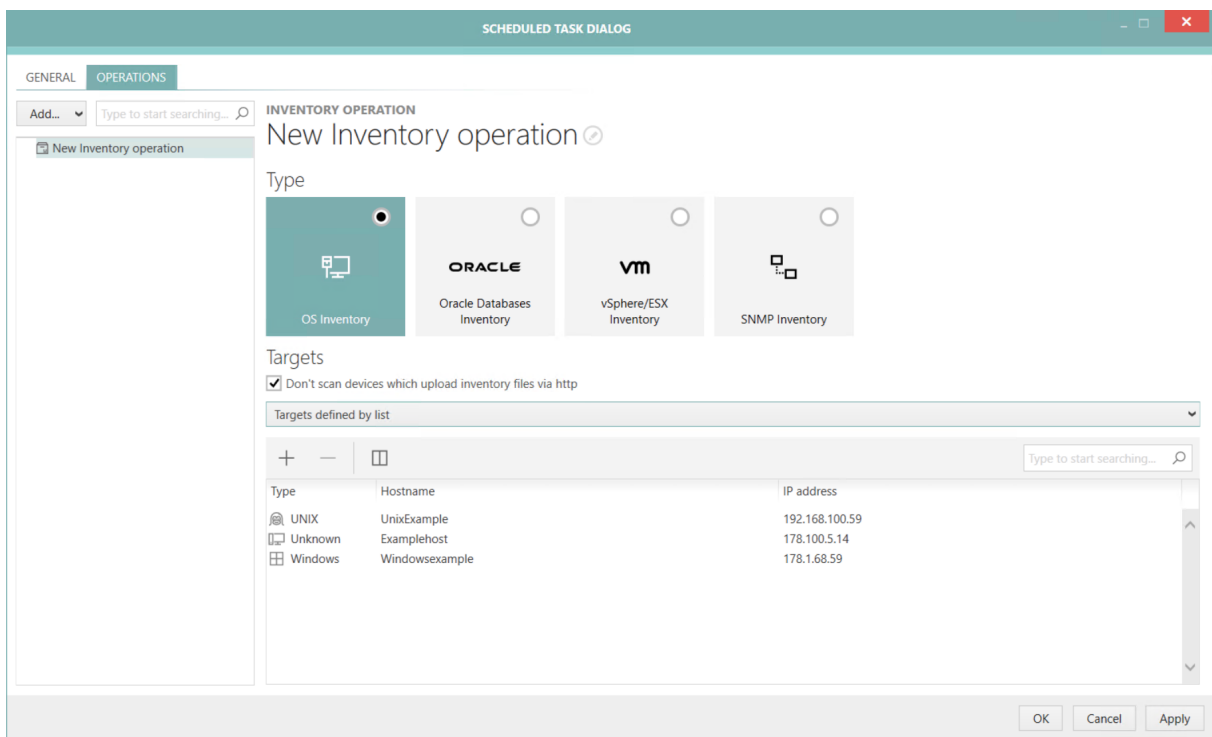 SCHEDULED TASK DIALOG
GENERAL OPERATIONS
Add... Type to start searching...
New Inventory operation
INVENTORY OPERATION
New Inventory operation
Type
OS Inventory
ORACLE
Oracle Databases
Inventory
vm
vSphere/ESX
Inventory
SNMP Inventory
Targets
Don't scan devices which upload inventory files via http
Targets defined by list
Type to start searching...
Type Hostname IP address
UNIX UnixExample 192.168.100.59
Unknown Examplehost 178.100.5.14
Windows Windowsexample 178.1.68.59
OK Cancel Apply